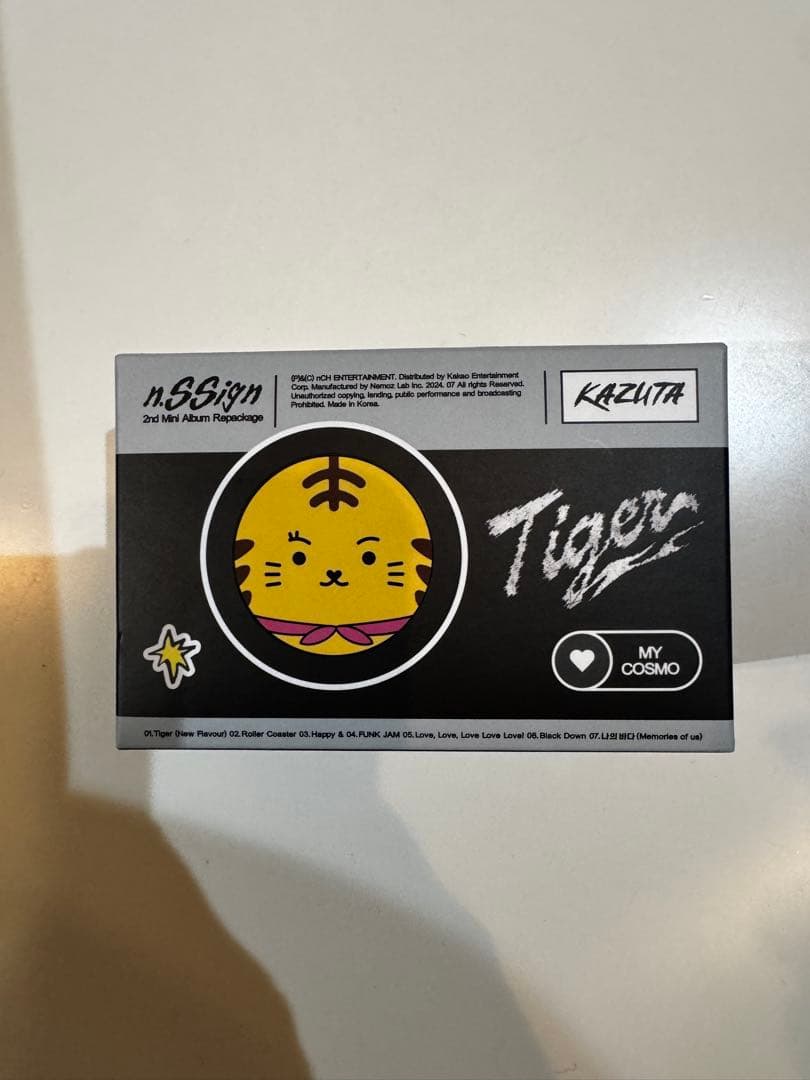 n.SSign
2nd Mini Album Repackage
(P)&(C) nCH ENTERTAINMENT. Distributed by Kakao Entertainment
Corp. Manufactured by Nemoz Lab Inc. 2024. 07 All rights Reserved.
Unauthorized copying, lending, public performance and broadcasting
Prohibited. Made in Korea.
KAZUTA
Tiger
MY
COSMO
01.Tiger (New Flavour) 02.Roller Coaster 03.Happy & 04.FUNK JAM 05.Love, Love, Love Love Love! 06.Black Down 07.나의 바다 (Memories of us)